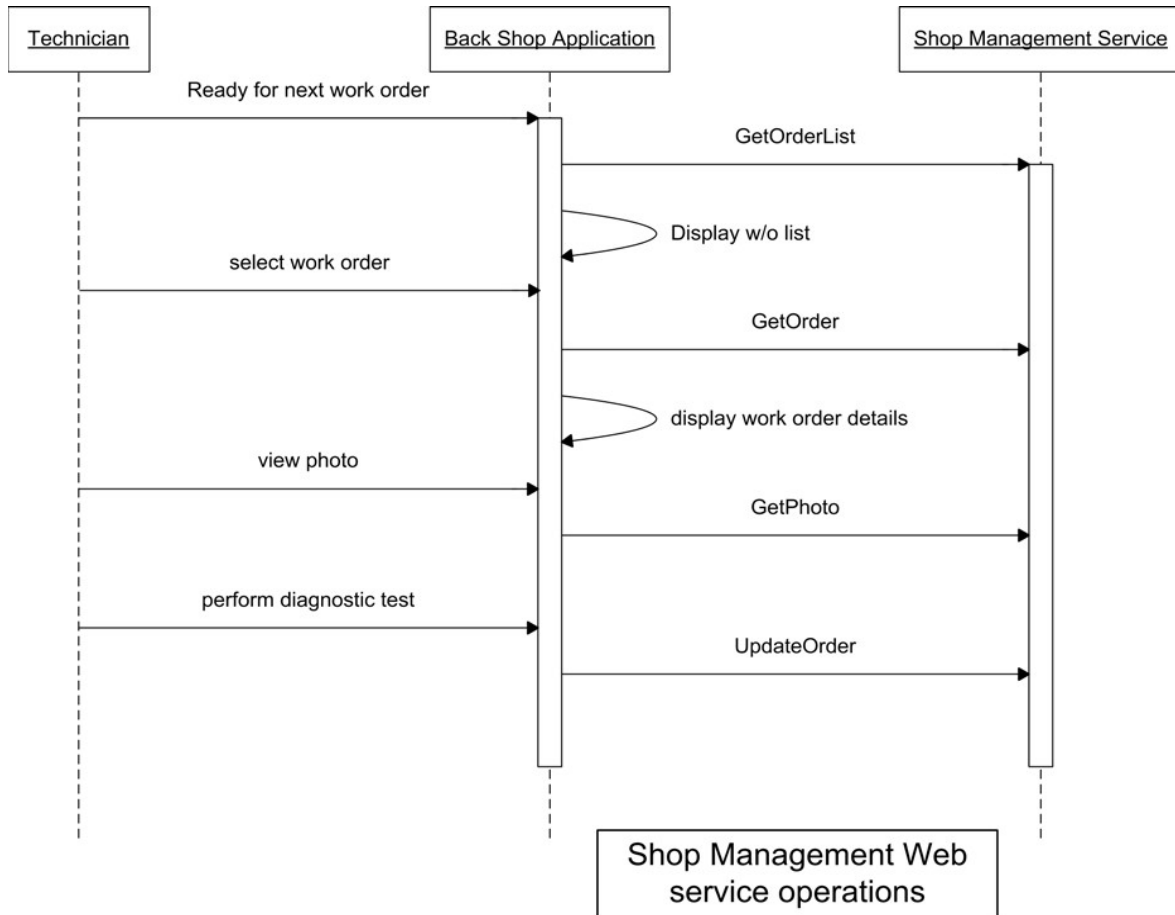 Technician
Back Shop Application
Shop Management Service
Ready for next work order
GetOrderList
Display w/o list
select work order
GetOrder
display work order details
view photo
GetPhoto
perform diagnostic test
UpdateOrder
Shop Management Web
service operations